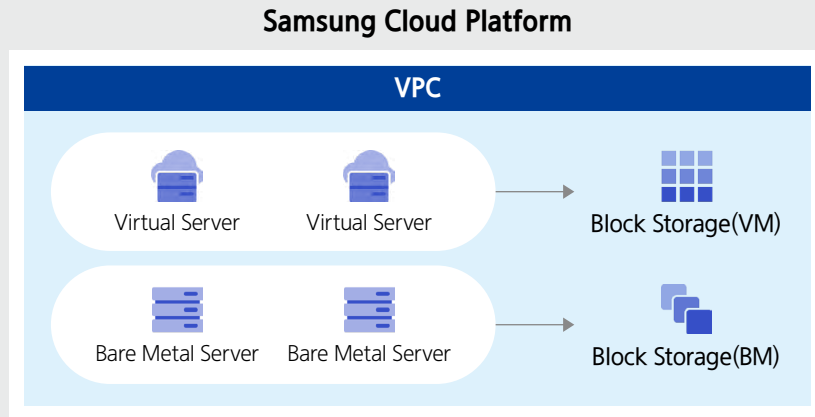 Samsung Cloud Platform
VPC
Virtual Server
Virtual Server
Block Storage(VM)
Bare Metal Server
Bare Metal Server
Block Storage(BM)